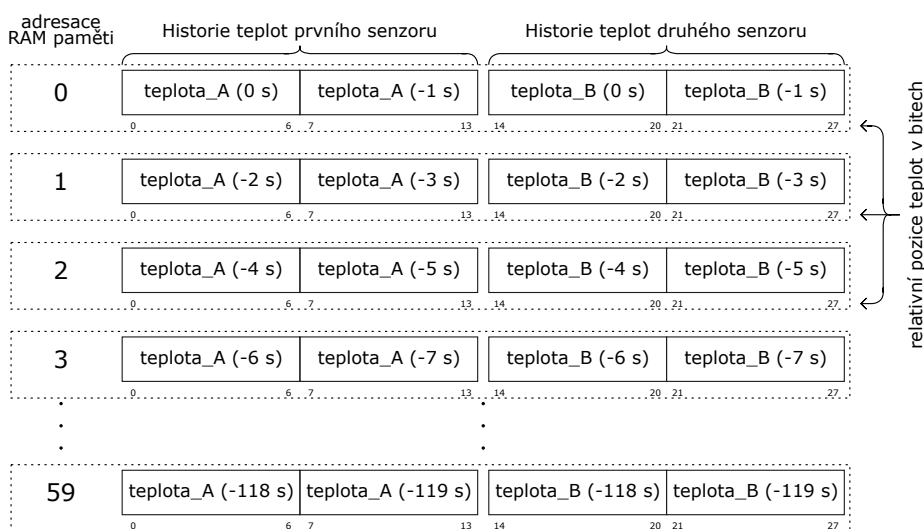 adresace
RAM paměti
Historie teplot prvního senzoru
Historie teplot druhého senzoru
0 teplota_A (0 s) teplota_A (-1 s) teplota_B (0 s) teplota_B (-1 s)
0 6 7 13 14 20 21 27
1 teplota_A (-2 s) teplota_A (-3 s) teplota_B (-2 s) teplota_B (-3 s)
0 6 7 13 14 20 21 27
2 teplota_A (-4 s) teplota_A (-5 s) teplota_B (-4 s) teplota_B (-5 s)
0 6 7 13 14 20 21 27
3 teplota_A (-6 s) teplota_A (-7 s) teplota_B (-6 s) teplota_B (-7 s)
0 6 7 13 14 20 21 27
59 teplota_A (-118 s) teplota_A (-119 s) teplota_B (-118 s) teplota_B (-119 s)
0 6 7 13 14 20 21 27
relativní pozice teplot v bitech